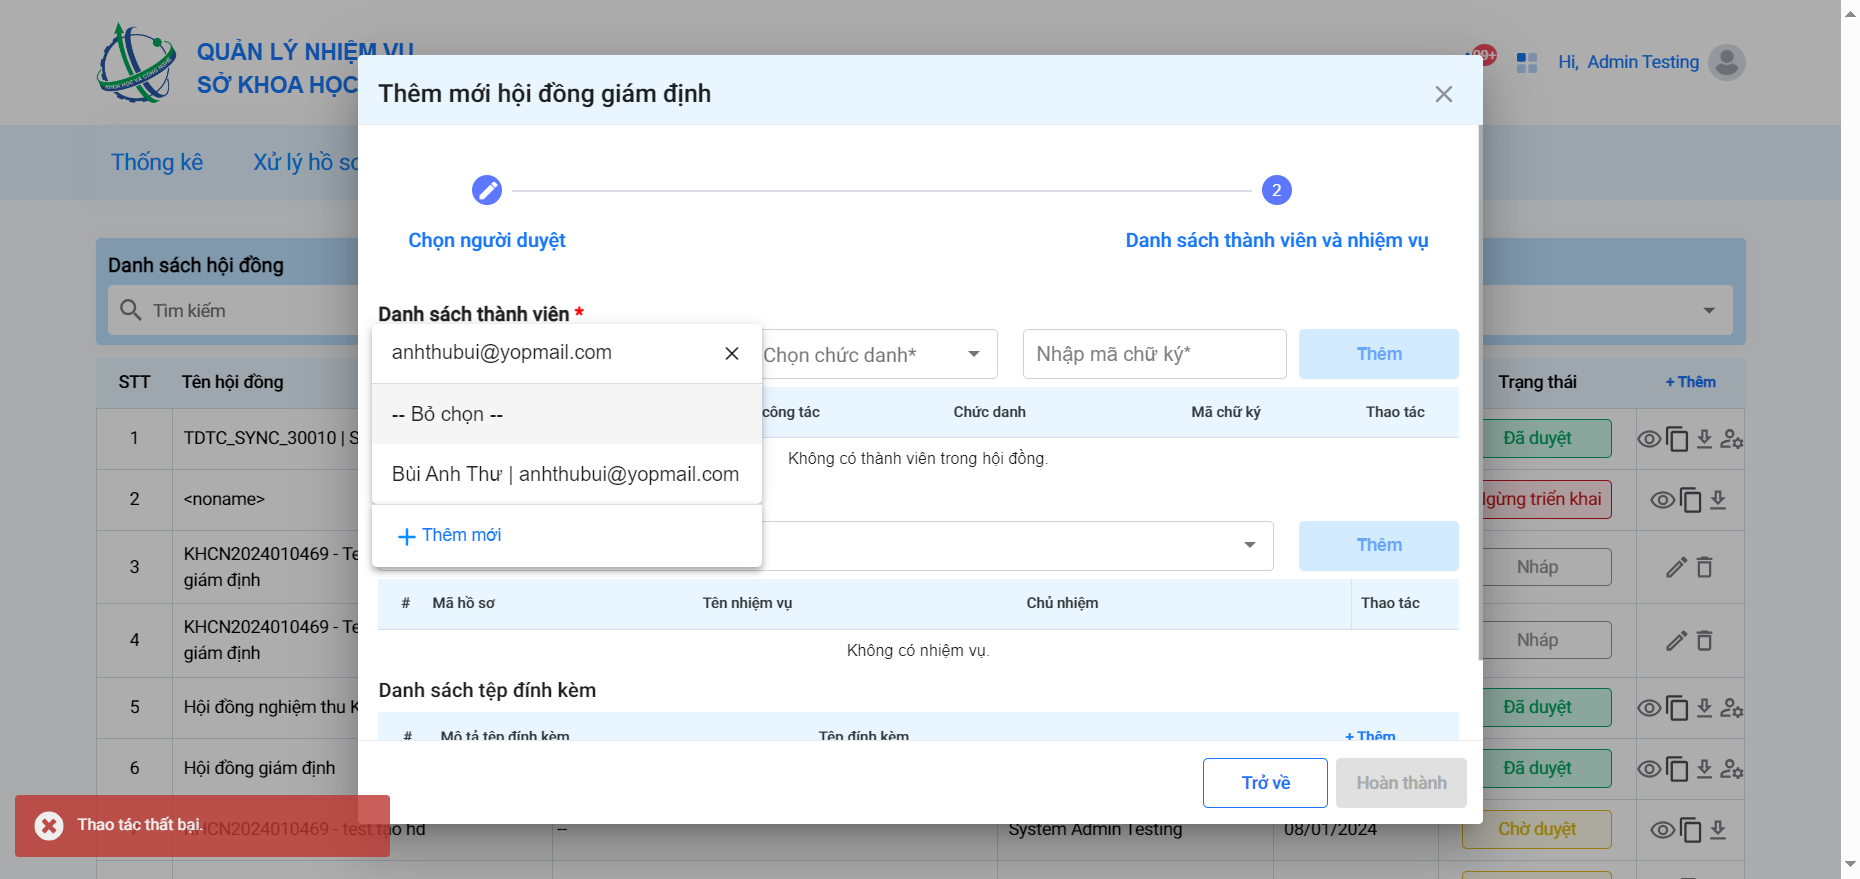 QUẢN LÝ NHIỆM VỤ
SỞ KHOA HỌC
99+
Hi, Admin Testing
Thống kê
Xử lý hồ sơ
Thêm mới hội đồng giám định
2
Chọn người duyệt
Danh sách thành viên và nhiệm vụ
Danh sách hội đồng
Tìm kiếm
Danh sách thành viên *
anhthubui@yopmail.com
Chọn chức danh*
Nhập mã chữ ký*
Thêm
-- Bỏ chọn --
Bùi Anh Thư | anhthubui@yopmail.com
Thêm mới
công tác
Chức danh
Mã chữ ký
Thao tác
Không có thành viên trong hội đồng.
Thêm
# Mã hồ sơ
Tên nhiệm vụ
Chủ nhiệm
Thao tác
Không có nhiệm vụ.
Danh sách tệp đính kèm
# Mô tả tệp đính kèm
Tệp đính kèm
+ Thêm
Trở về
Hoàn thành
STT
Tên hội đồng
Trạng thái
+ Thêm
1
TDTC_SYNC_30010 | S
Đã duyệt
2
<noname>
gừng triển khai
3
KHCN2024010469 - Te
giám định
Nháp
4
KHCN2024010469 - Te
giám định
Nháp
5
Hội đồng nghiệm thu K
Đã duyệt
6
Hội đồng giám định
Đã duyệt
KHCN2024010469 - test tạo hd
--
System Admin Testing
08/01/2024
Chờ duyệt
Thao tác thất bại.